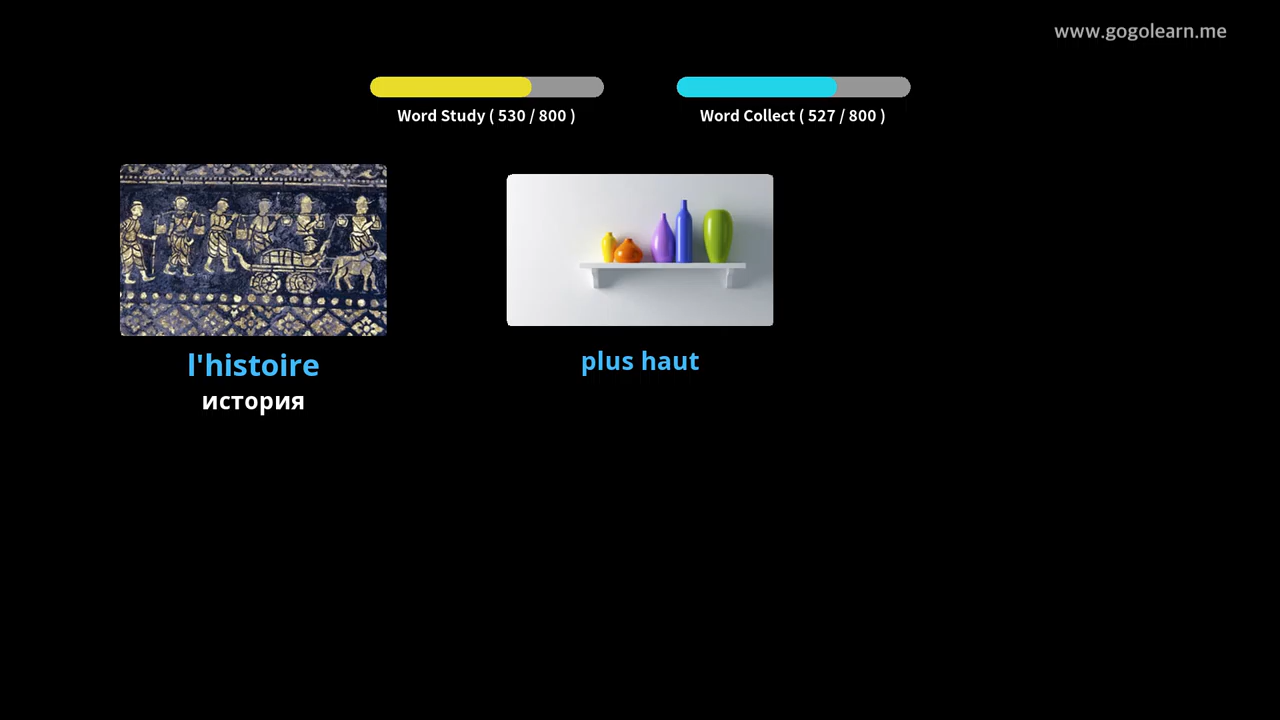 www.gogolearn.me
Word Study ( 530 / 800 )
Word Collect ( 527 / 800 )
l'histoire
история
plus haut